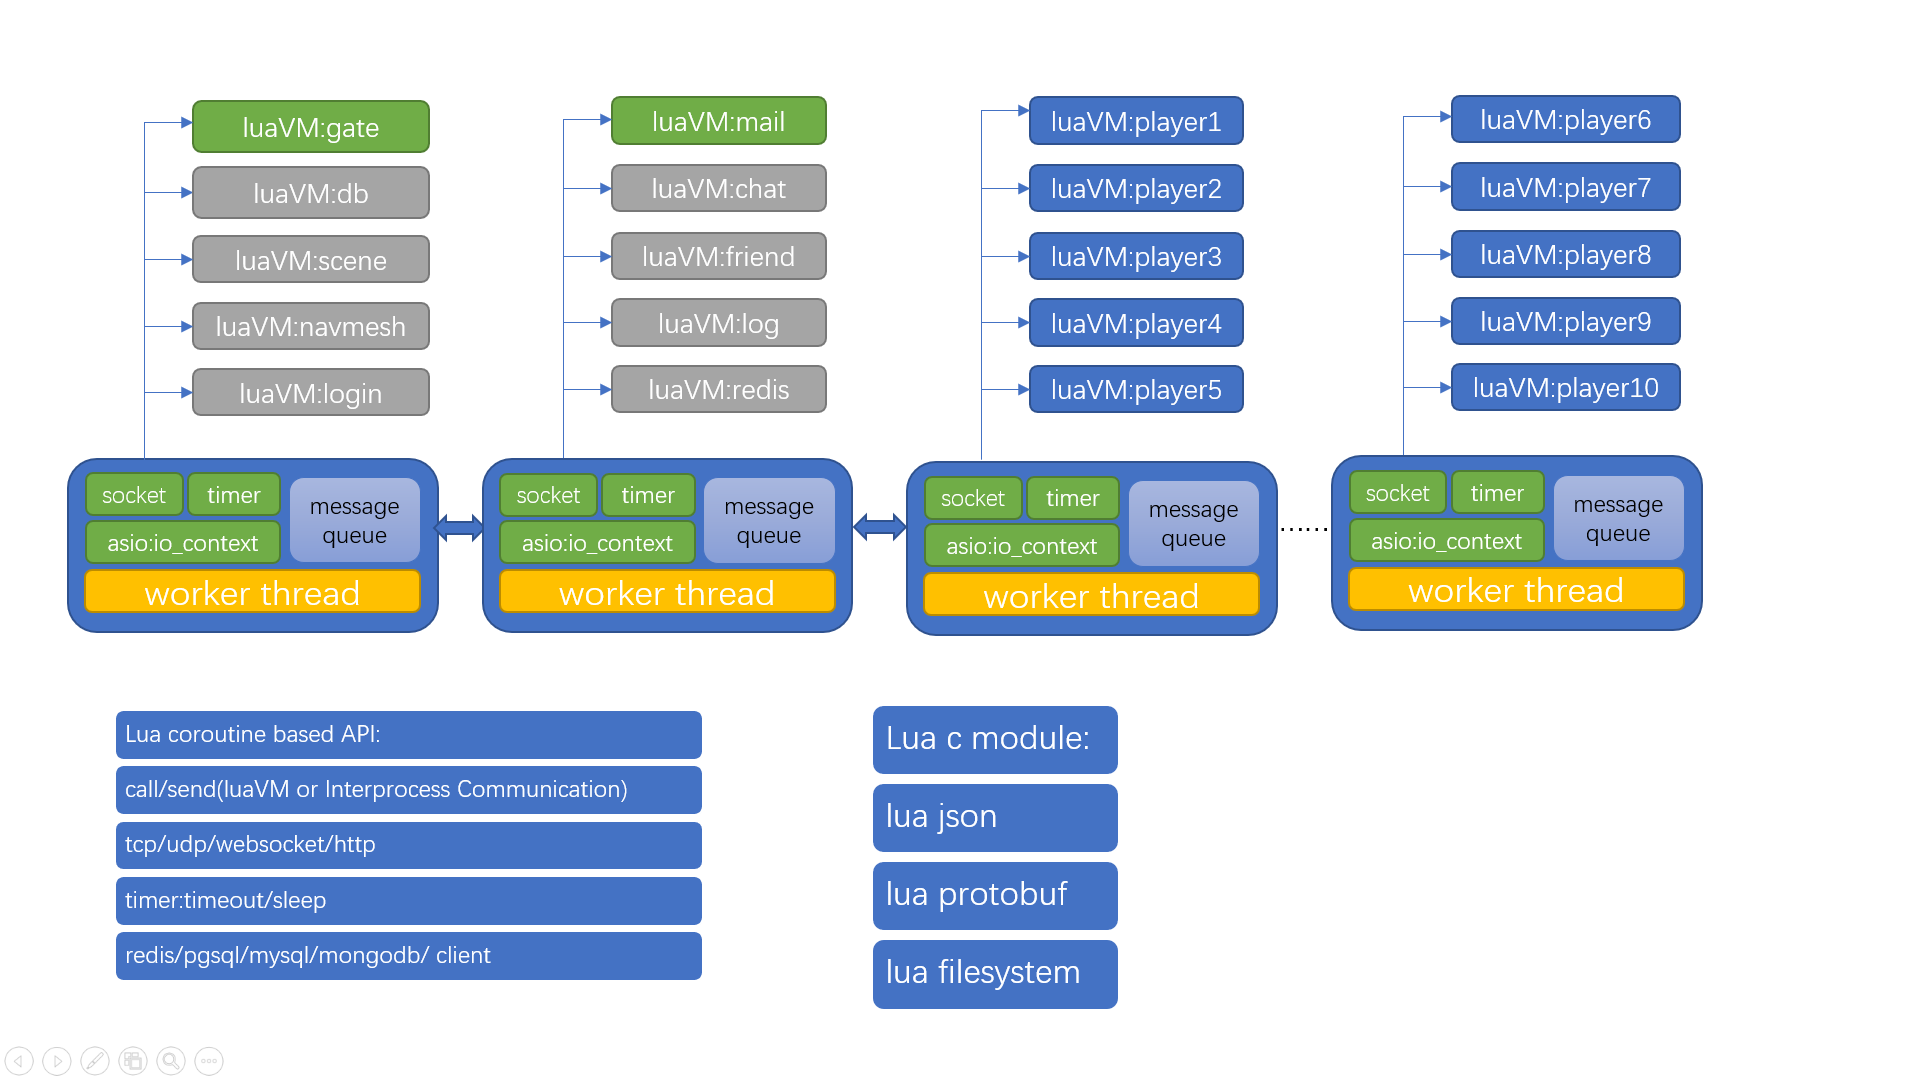 luaVM:gate
luaVM:db
luaVM:scene
luaVM:navmesh
luaVM:login
luaVM:mail
luaVM:chat
luaVM:friend
luaVM:log
luaVM:redis
luaVM:player1
luaVM:player2
luaVM:player3
luaVM:player4
luaVM:player5
luaVM:player6
luaVM:player7
luaVM:player8
luaVM:player9
luaVM:player10
socket
timer
message
queue
asio:io_context
worker thread
socket
timer
message
queue
asio:io_context
worker thread
socket
timer
message
queue
asio:io_context
worker thread
......
socket
timer
message
queue
asio:io_context
worker thread
Lua coroutine based API:
call/send(luaVM or Interprocess Communication)
tcp/udp/websocket/http
timer:timeout/sleep
redis/pgsql/mysql/mongodb/ client
Lua c module:
lua json
lua protobuf
lua filesystem